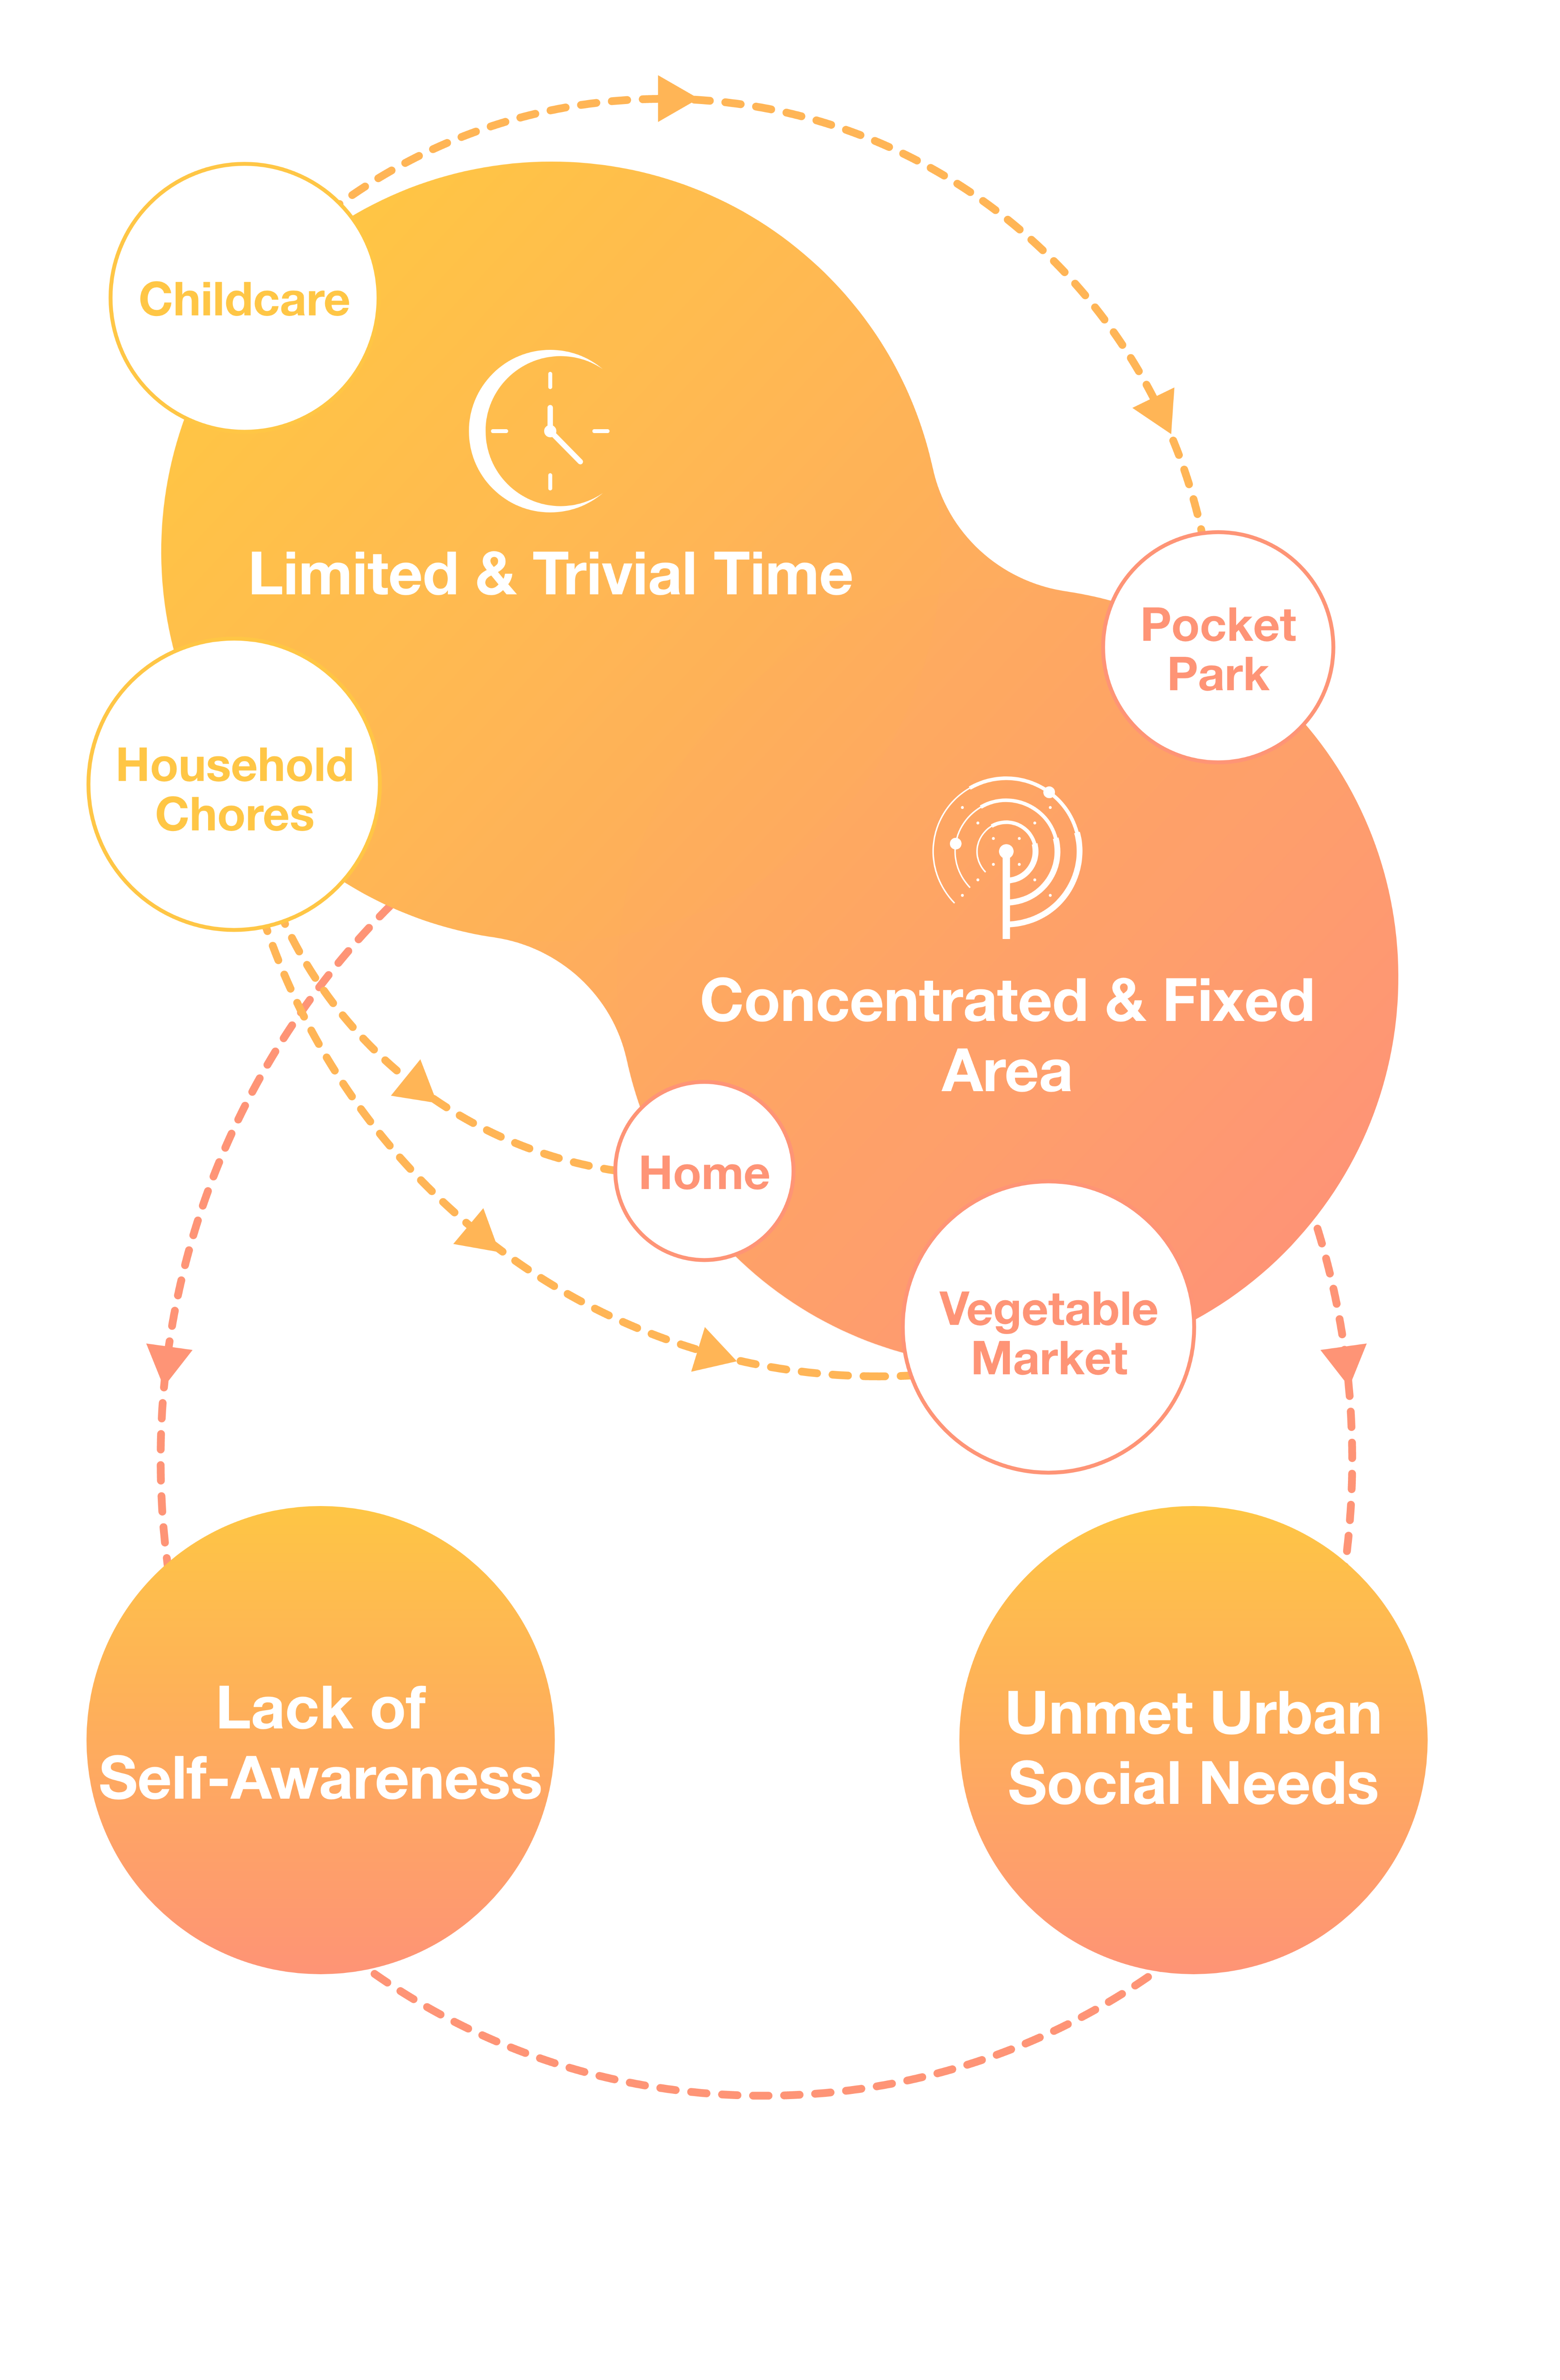 Childcare
Limited & Trivial Time
Pocket
Park
Household
Chores
Concentrated & Fixed
Area
Home
Vegetable
Market
Lack of
Self-Awareness
Unmet Urban
Social Needs